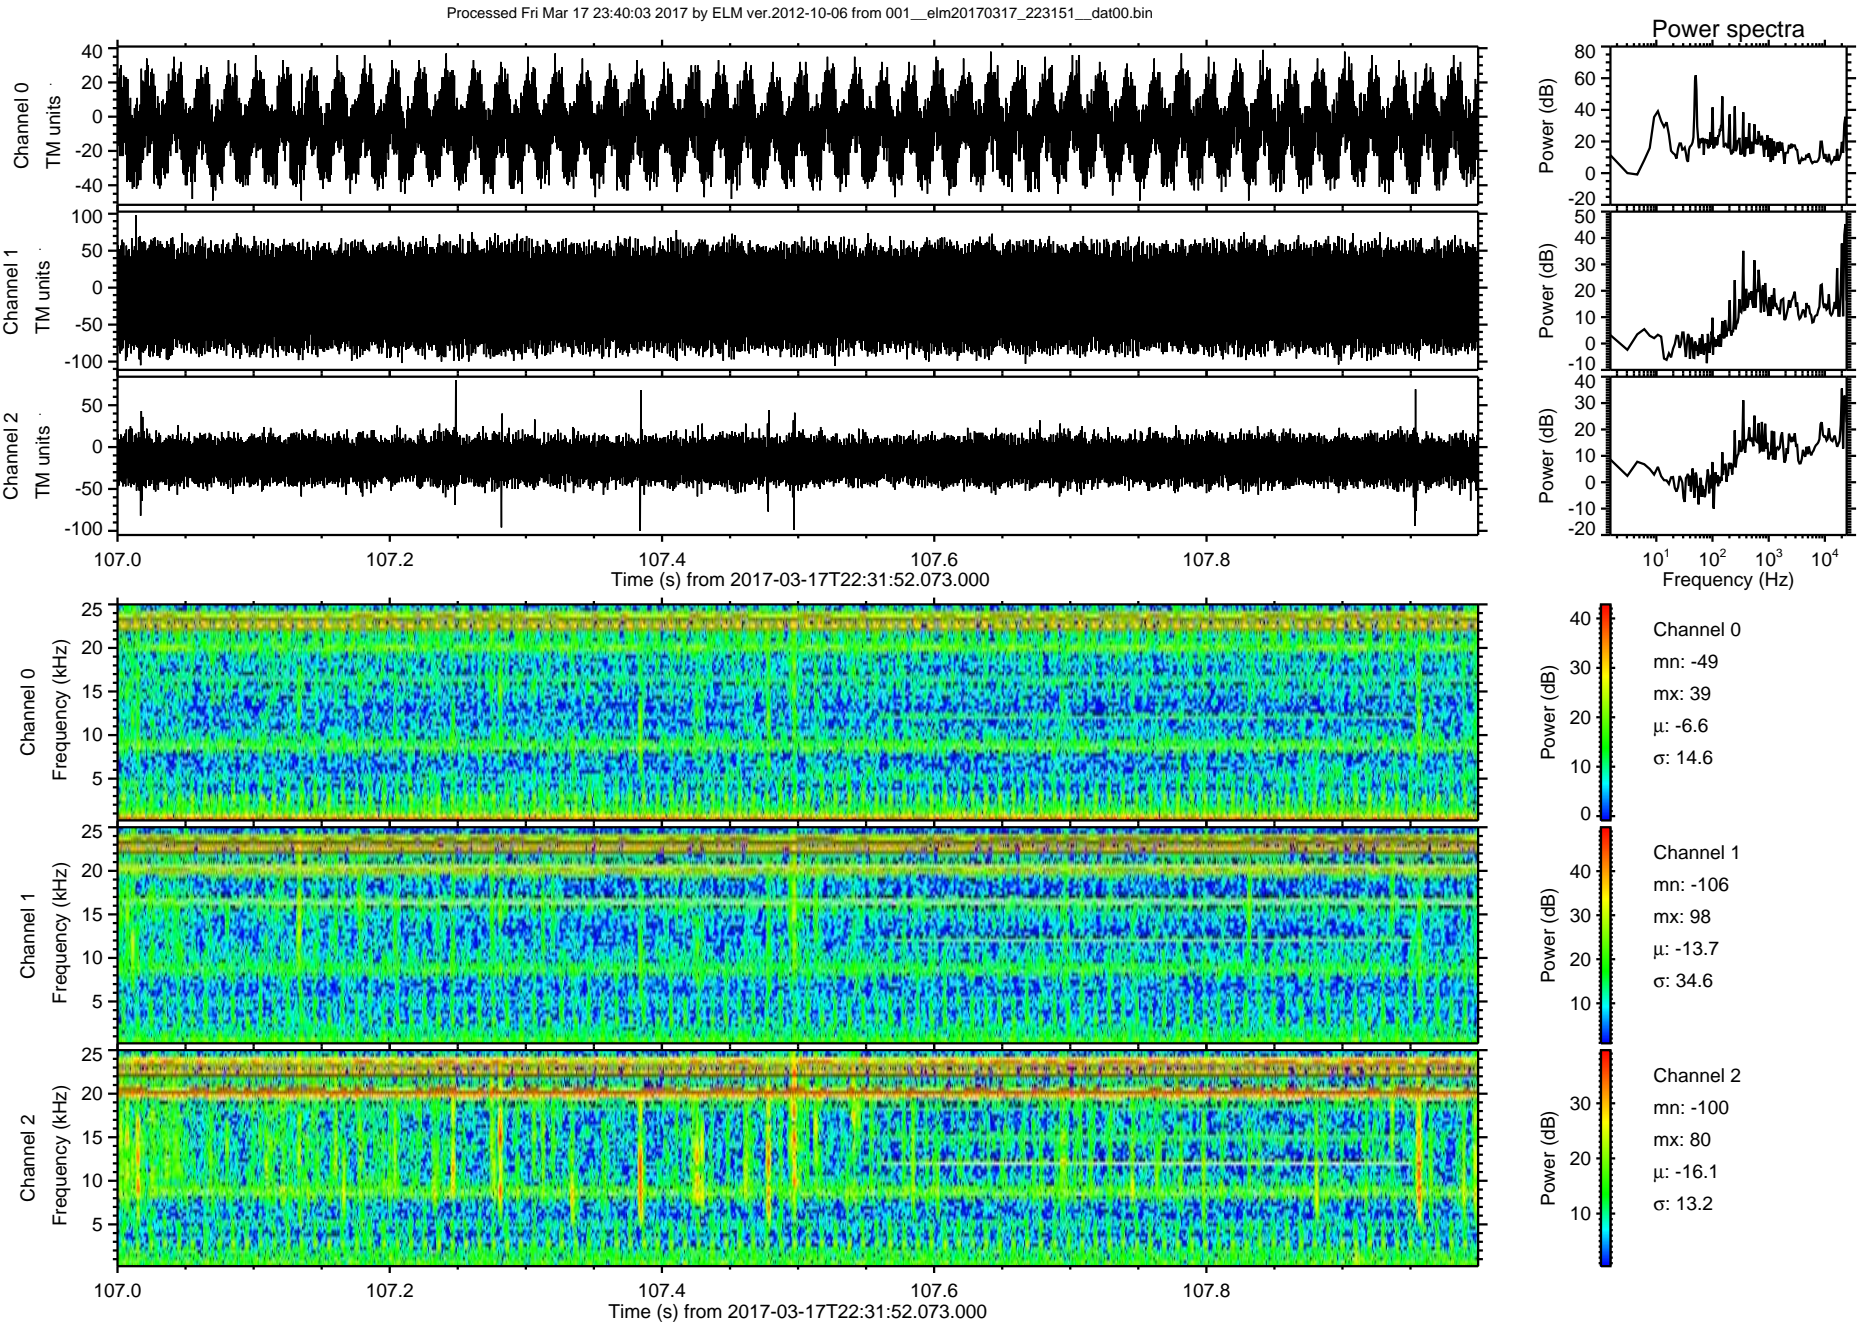 Processed Fri Mar 17 23:40:03 2017 by ELM ver.2012-10-06 from 001__elm20170317_223151__dat00.bin
Power spectra
Channel 0
TM units
40
20
0
-20
-40
Power (dB)
80
60
40
20
0
-20
Channel 1
TM units
100
50
0
-50
-100
Power (dB)
50
40
30
20
10
0
-10
Channel 2
TM units
50
0
-50
-100
Power (dB)
40
30
20
10
0
-10
-20
107.0 107.2 107.4 107.6 107.8
Time (s) from 2017-03-17T22:31:52.073.000
10^1 10^2 10^3 10^4
Frequency (Hz)
Channel 0
Frequency (kHz)
25
20
15
10
5
Power (dB)
40
30
20
10
0
Channel 0
mn: -49
mx: 39
μ: -6.6
σ: 14.6
Channel 1
Frequency (kHz)
25
20
15
10
5
Power (dB)
40
30
20
10
Channel 1
mn: -106
mx: 98
μ: -13.7
σ: 34.6
Channel 2
Frequency (kHz)
25
20
15
10
5
Power (dB)
30
20
10
Channel 2
mn: -100
mx: 80
μ: -16.1
σ: 13.2
107.0 107.2 107.4 107.6 107.8
Time (s) from 2017-03-17T22:31:52.073.000